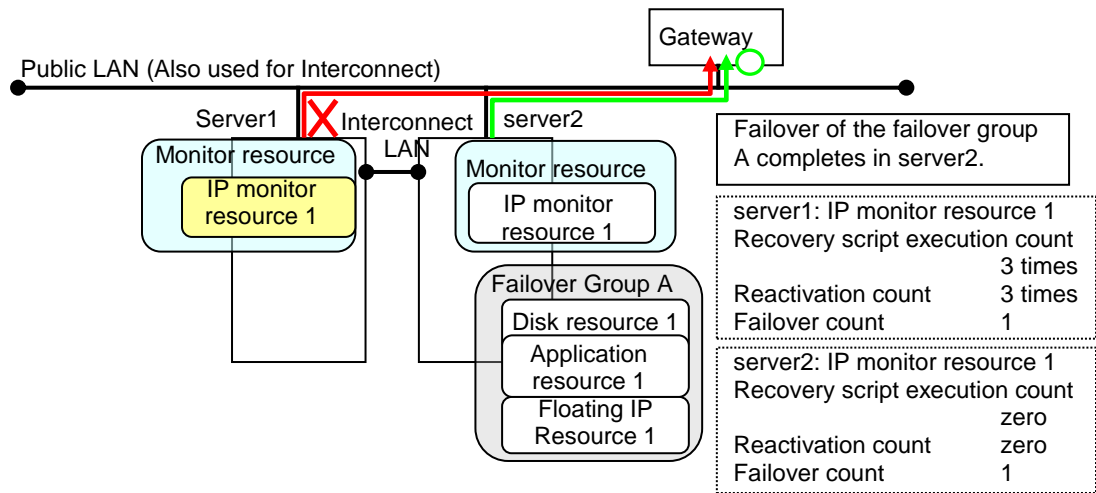 Gateway
Public LAN (Also used for Interconnect)
Server1
Interconnect
LAN
server2
Monitor resource
IP monitor
resource 1
Monitor resource
IP monitor
resource 1
Failover Group A
Disk resource 1
Application
resource 1
Floating IP
Resource 1
Failover of the failover group
A completes in server2.
server1: IP monitor resource 1
Recovery script execution count
3 times
Reactivation count 3 times
Failover count 1
server2: IP monitor resource 1
Recovery script execution count
zero
Reactivation count zero
Failover count 1